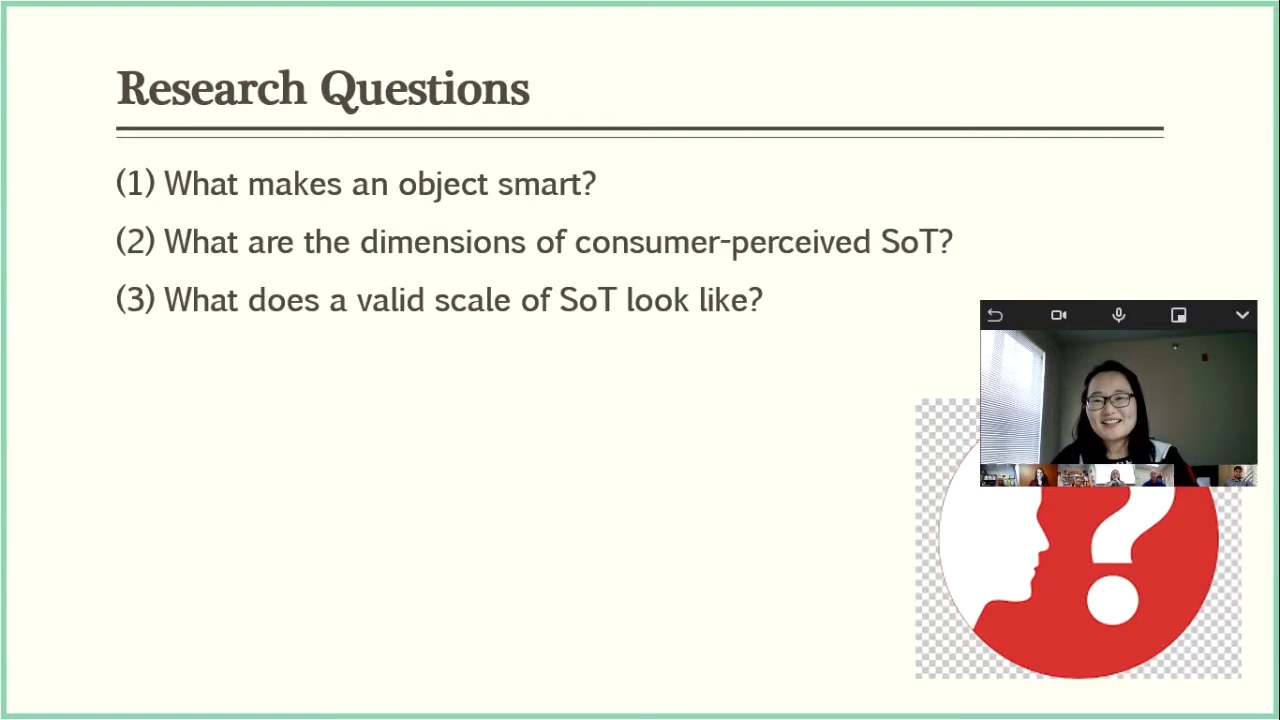 Research Questions
(1) What makes an object smart?
(2) What are the dimensions of consumer-perceived SoT?
(3) What does a valid scale of SoT look like?